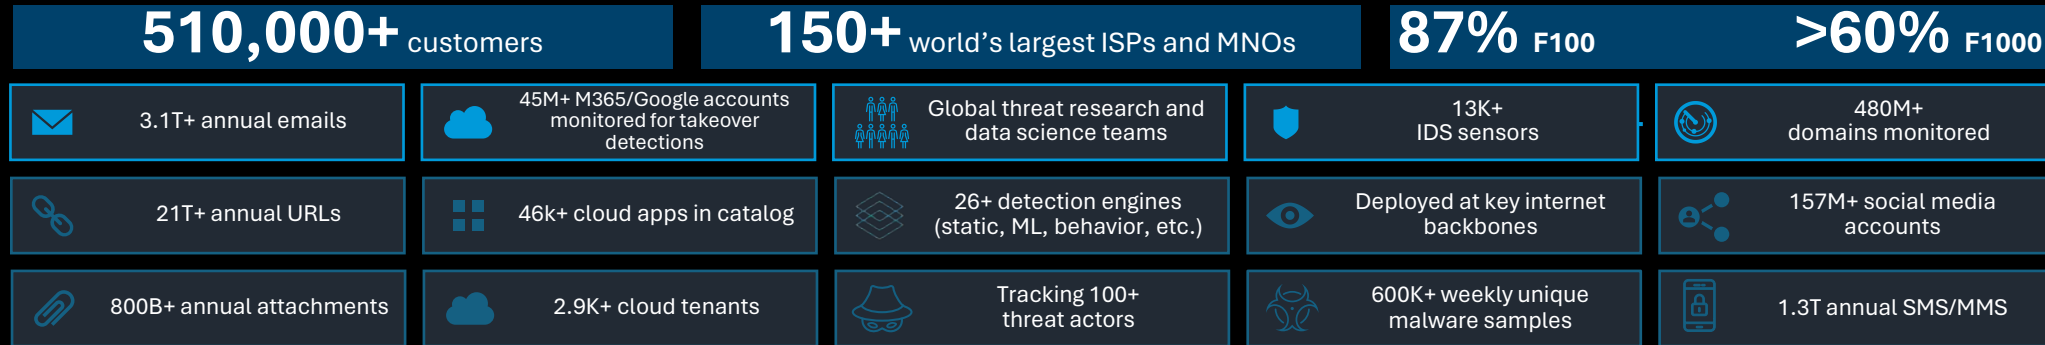 510,000+ customers
150+ world's largest ISPs and MNOs
87% F100
>60% F1000
3.1T+ annual emails
45M+ M365/Google accounts
monitored for takeover
detections
Global threat research and
data science teams
13K+
IDS sensors
480M+
domains monitored
21T+ annual URLs
46k+ cloud apps in catalog
26+ detection engines
(static, ML, behavior, etc.)
Deployed at key internet
backbones
157M+ social media
accounts
800B+ annual attachments
2.9K+ cloud tenants
Tracking 100+
threat actors
600K+ weekly unique
malware samples
1.3T annual SMS/MMS